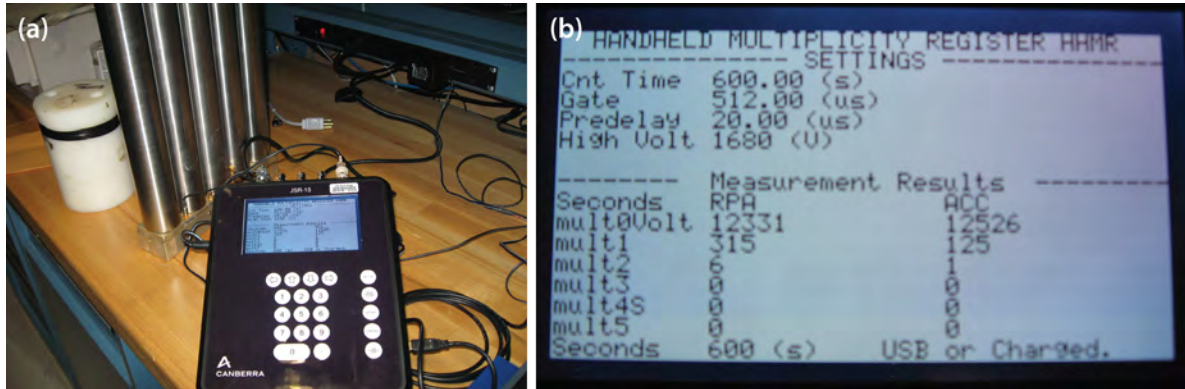 (a)
JSR-15
CANBERRA
(b)
HANDHELD MULTIPLICITY REGISTER HHMR
---------------- SETTINGS ----------------
Cnt Time 600.00 (s)
Gate 512.00 (us)
Predelay 20.00 (us)
High Volt 1680 (V)
-------- Measurement Results --------
Seconds RPA ACC
mult0Volt 12331 12526
mult1 315 125
mult2 6 1
mult3 0 0
mult4S 0 0
mult5 0 0
Seconds 600 (s) USB or Charged.